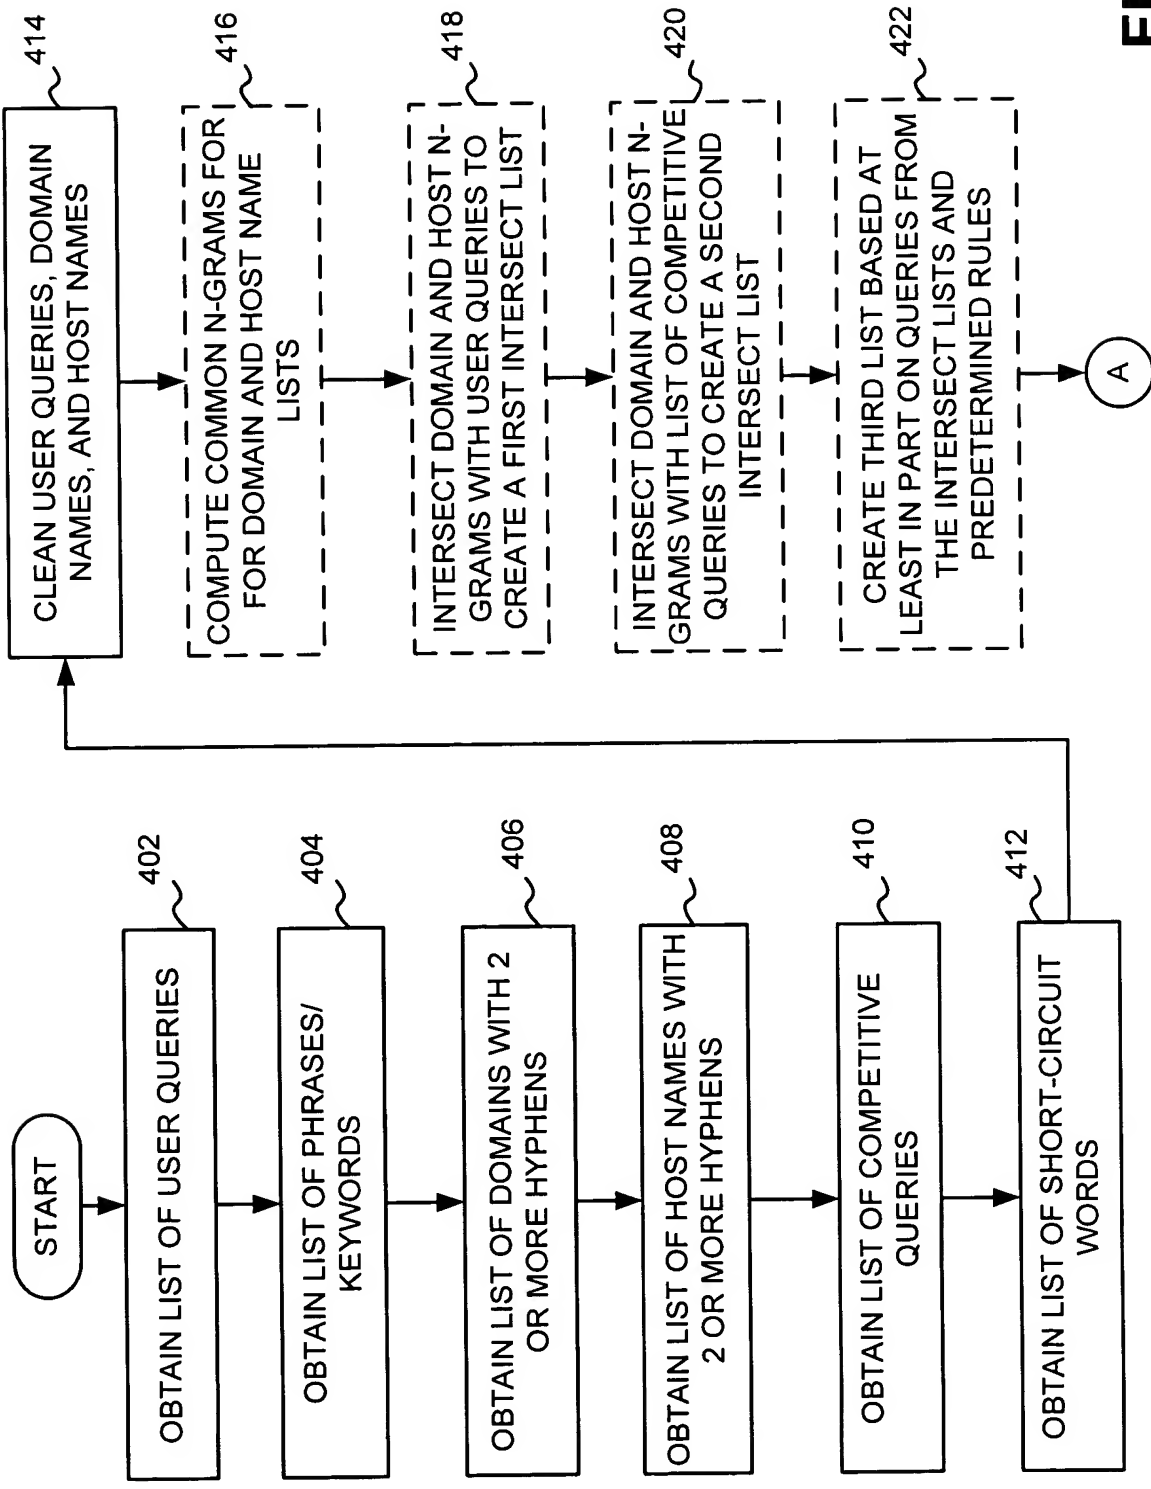 START
OBTAIN LIST OF USER QUERIES
402
OBTAIN LIST OF PHRASES/
KEYWORDS
404
OBTAIN LIST OF DOMAINS WITH 2
OR MORE HYPHENS
406
OBTAIN LIST OF HOST NAMES WITH
2 OR MORE HYPHENS
408
OBTAIN LIST OF COMPETITIVE
QUERIES
410
OBTAIN LIST OF SHORT-CIRCUIT
WORDS
412
CLEAN USER QUERIES, DOMAIN
NAMES, AND HOST NAMES
414
COMPUTE COMMON N-GRAMS FOR
FOR DOMAIN AND HOST NAME
LISTS
416
INTERSECT DOMAIN AND HOST N-
GRAMS WITH USER QUERIES TO
CREATE A FIRST INTERSECT LIST
418
INTERSECT DOMAIN AND HOST N-
GRAMS WITH LIST OF COMPETITIVE
QUERIES TO CREATE A SECOND
INTERSECT LIST
420
CREATE THIRD LIST BASED AT
LEAST IN PART ON QUERIES FROM
THE INTERSECT LISTS AND
PREDETERMINED RULES
422
A